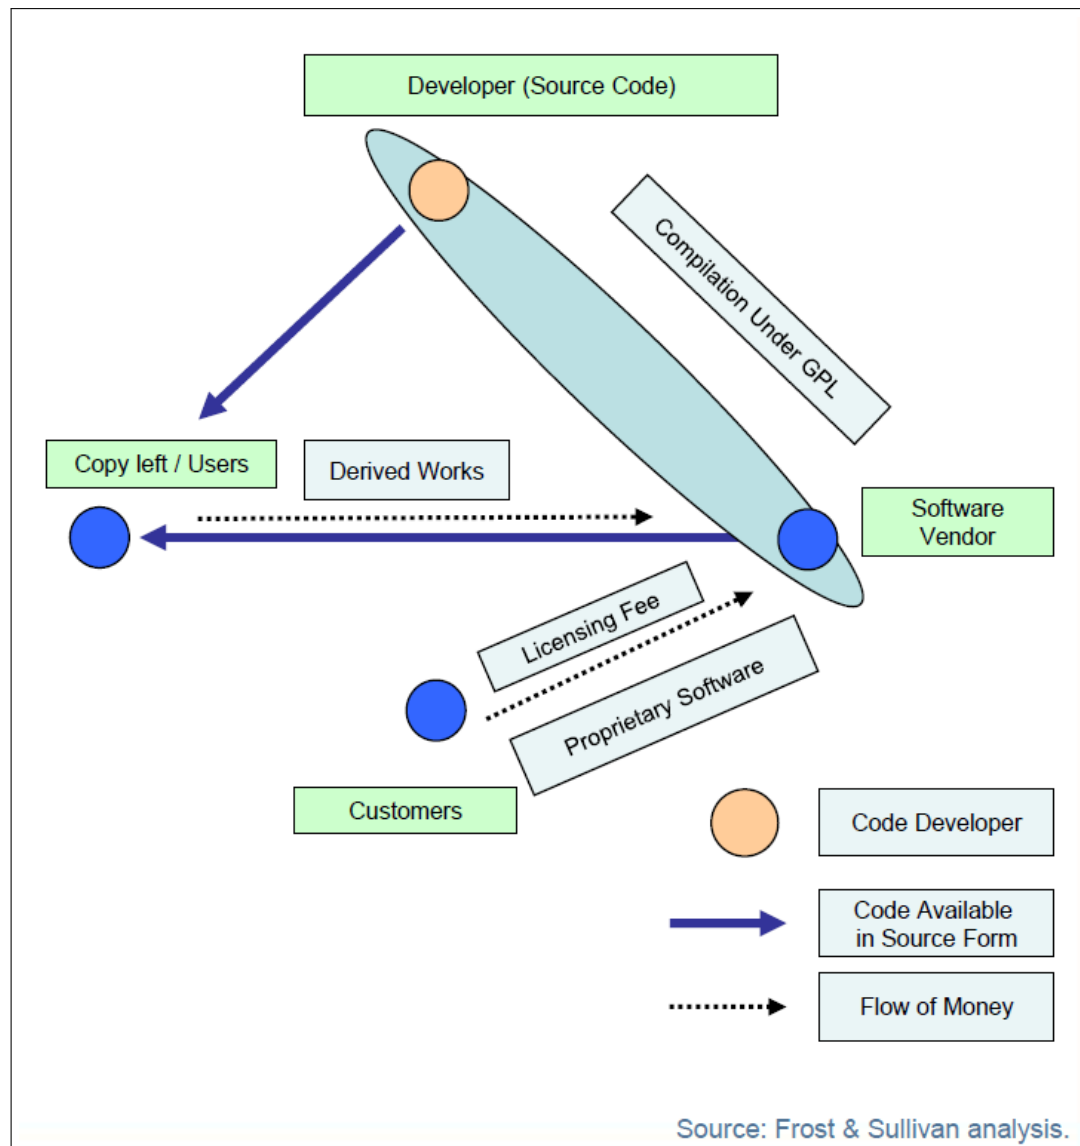 Developer (Source Code)
Compilation Under GPL
Copy left / Users
Derived Works
Software
Vendor
Licensing Fee
Proprietary Software
Customers
Code Developer
Code Available
in Source Form
Flow of Money
Source: Frost & Sullivan analysis.